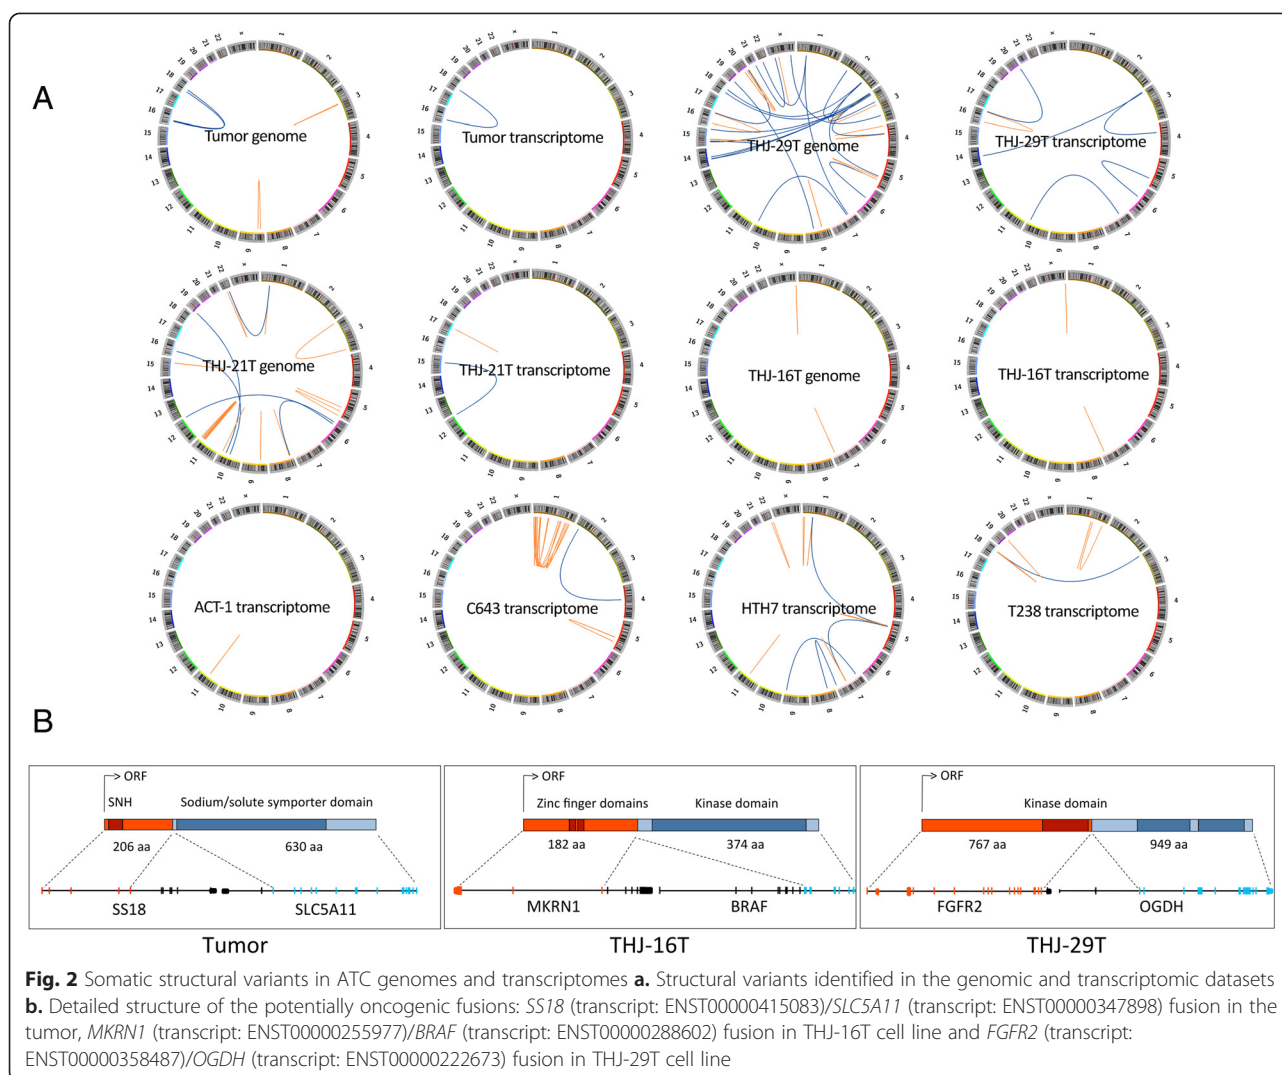 A
Tumor genome
Tumor transcriptome
THJ-29T genome
THJ-29T transcriptome
THJ-21T genome
THJ-21T transcriptome
THJ-16T genome
THJ-16T transcriptome
ACT-1 transcriptome
C643 transcriptome
HTH7 transcriptome
T238 transcriptome
B
ORF
SNH
Sodium/solute symporter domain
206 aa
630 aa
SS18
SLC5A11
Tumor
ORF
Zinc finger domains
Kinase domain
182 aa
374 aa
MKRN1
BRAF
THJ-16T
ORF
Kinase domain
767 aa
949 aa
FGFR2
OGDH
THJ-29T
Fig. 2 Somatic structural variants in ATC genomes and transcriptomes a. Structural variants identified in the genomic and transcriptomic datasets
b. Detailed structure of the potentially oncogenic fusions: SS18 (transcript: ENST00000415083)/SLC5A11 (transcript: ENST00000347898) fusion in the
tumor, MKRN1 (transcript: ENST00000255977)/BRAF (transcript: ENST00000288602) fusion in THJ-16T cell line and FGFR2 (transcript:
ENST00000358487)/OGDH (transcript: ENST00000222673) fusion in THJ-29T cell line